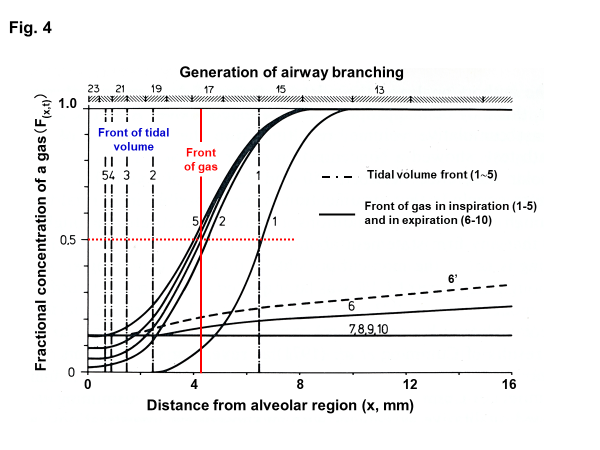 Fig. 4
Generation of airway branching
23 21 19 17 15 13
1.0
Front of tidal
volume
Front
of gas
5 4 3 2 1
Tidal volume front (1~5)
Front of gas in inspiration (1-5)
and in expiration (6-10)
5 2 1
0.5
6'
6
7,8,9,10
0
0 4 8 12 16
Distance from alveolar region (x, mm)
Fractional concentration of a gas (F(x,t))